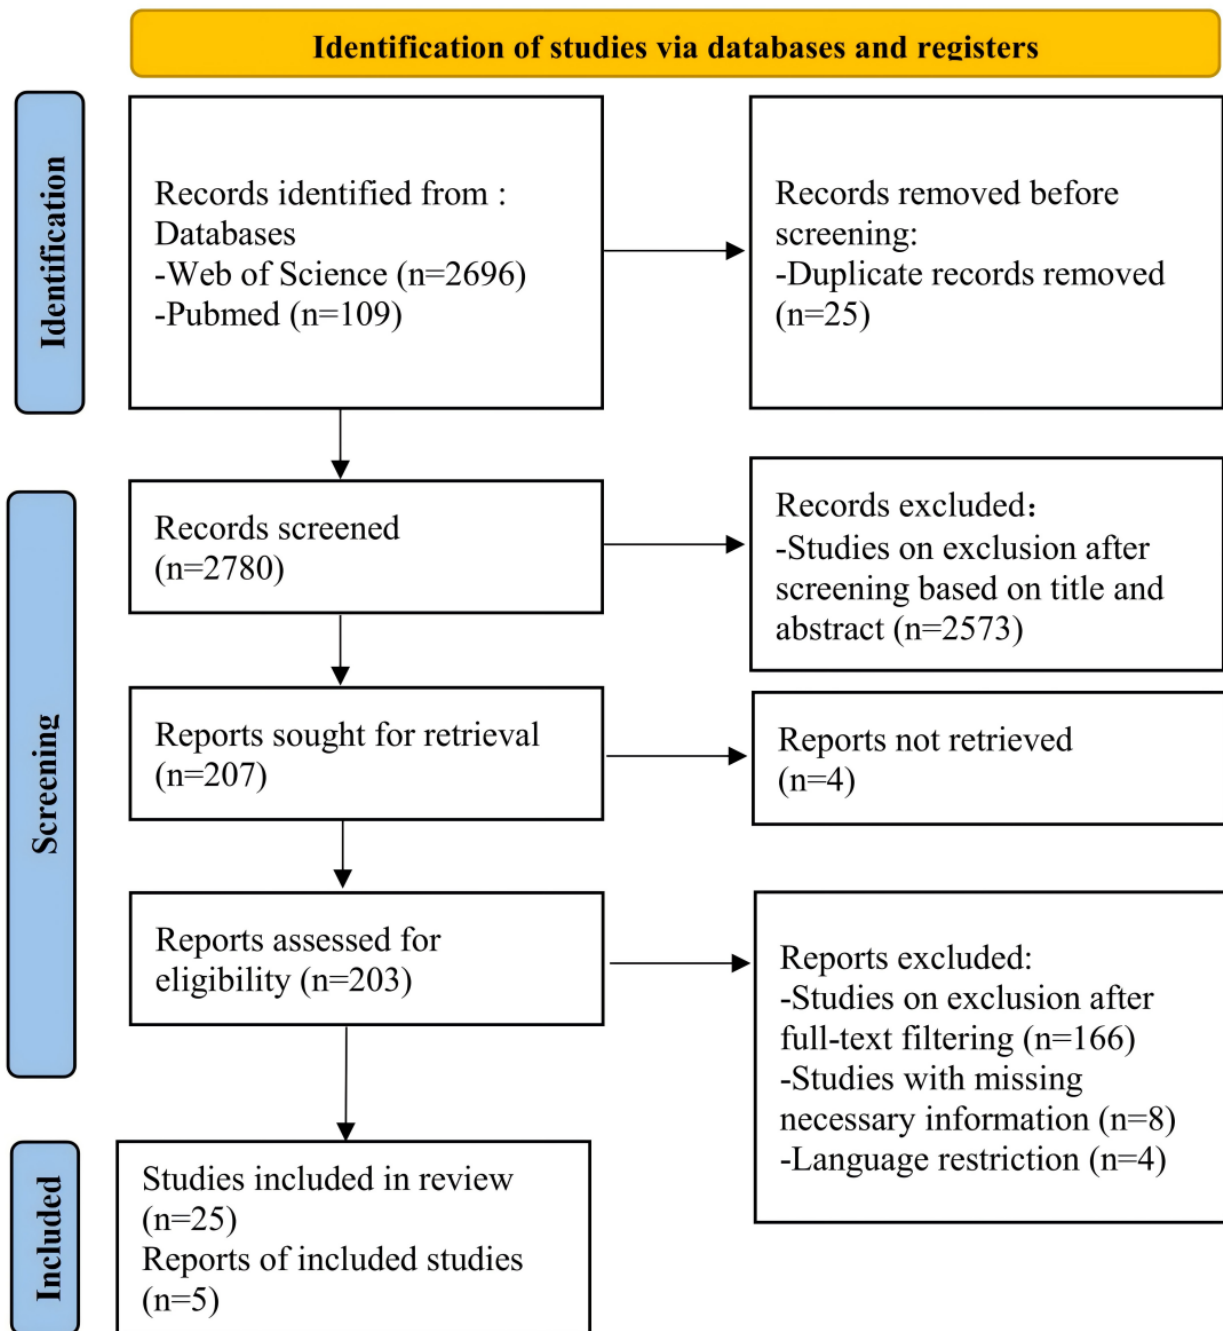 Identification of studies via databases and registers
Identification
Records identified from :
Databases
-Web of Science (n=2696)
-Pubmed (n=109)
Records removed before
screening:
-Duplicate records removed
(n=25)
Screening
Records screened
(n=2780)
Records excluded：
-Studies on exclusion after
screening based on title and
abstract (n=2573)
Reports sought for retrieval
(n=207)
Reports not retrieved
(n=4)
Reports assessed for
eligibility (n=203)
Reports excluded:
-Studies on exclusion after
full-text filtering (n=166)
-Studies with missing
necessary information (n=8)
-Language restriction (n=4)
Included
Studies included in review
(n=25)
Reports of included studies
(n=5)